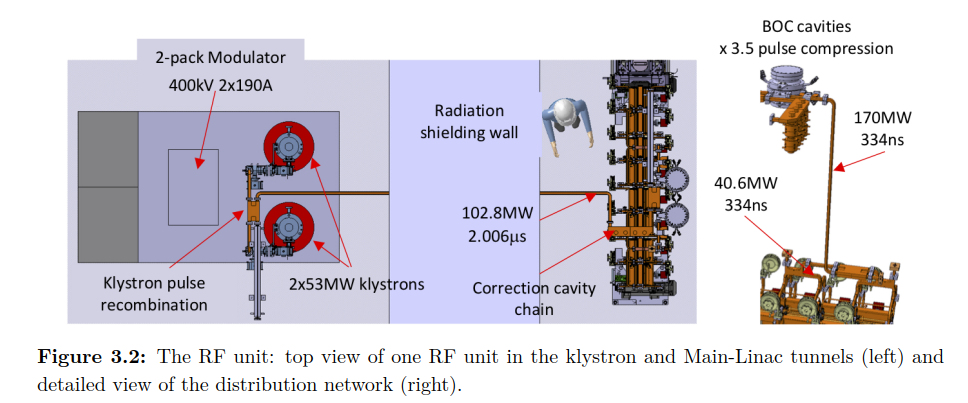 2-pack Modulator
400kV 2x190A
Klystron pulse
recombination
2x53MW klystrons
Radiation
shielding wall
102.8MW
2.006μs
Correction cavity
chain
BOC cavities
x 3.5 pulse compression
170MW
334ns
40.6MW
334ns
Figure 3.2: The RF unit: top view of one RF unit in the klystron and Main-Linac tunnels (left) and
detailed view of the distribution network (right).